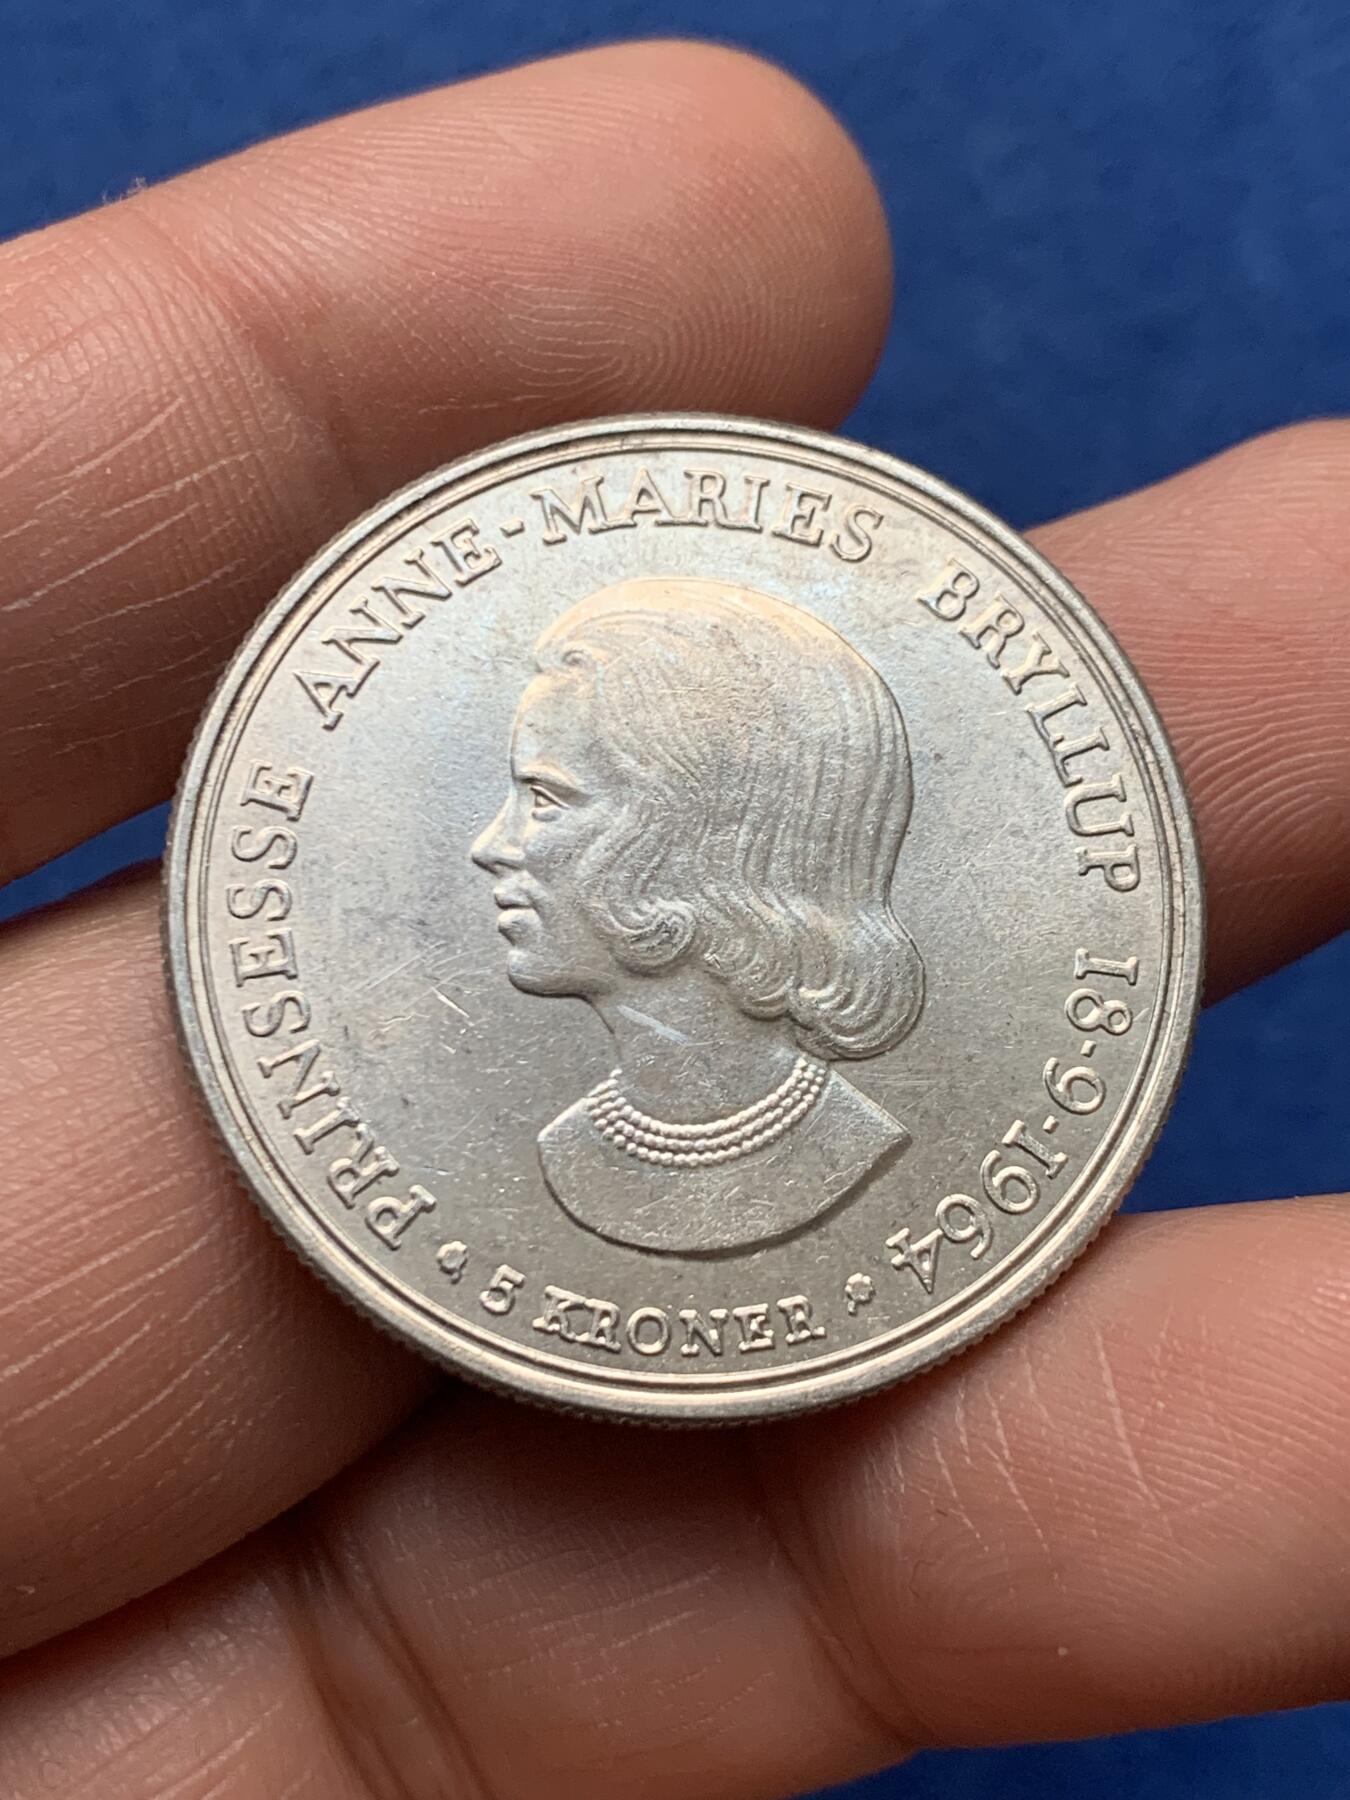 PRINSESSE ANNE-MARIES BRYLLUP 18·9·1964
5 KRONER